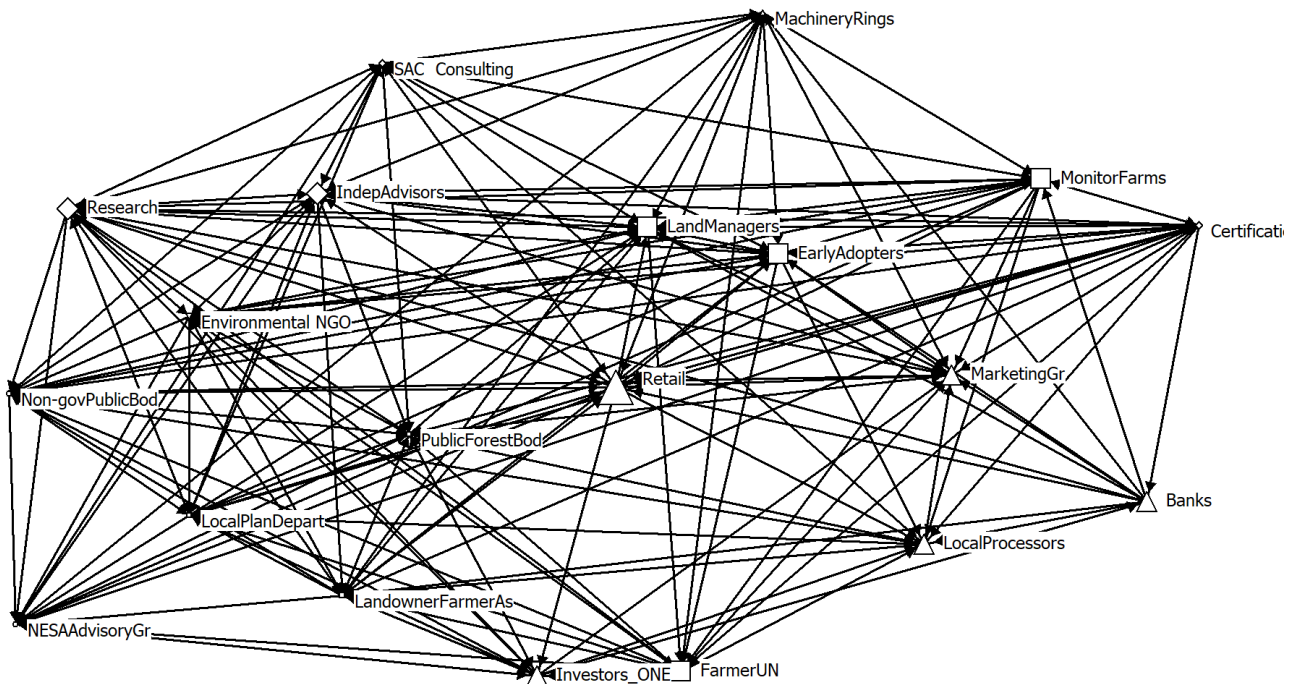 MachineryRings
SAC Consulting
MonitorFarms
IndepAdvisors
Research
LandManagers
Certificati
EarlyAdopters
Environmental NGO
MarketingGr
Retail
Non-govPublicBod
PublicForestBod
Banks
LocalPlanDepart
LocalProcessors
LandownerFarmerAs
NESAAdvisoryGr
FarmerUN
Investors_ONE